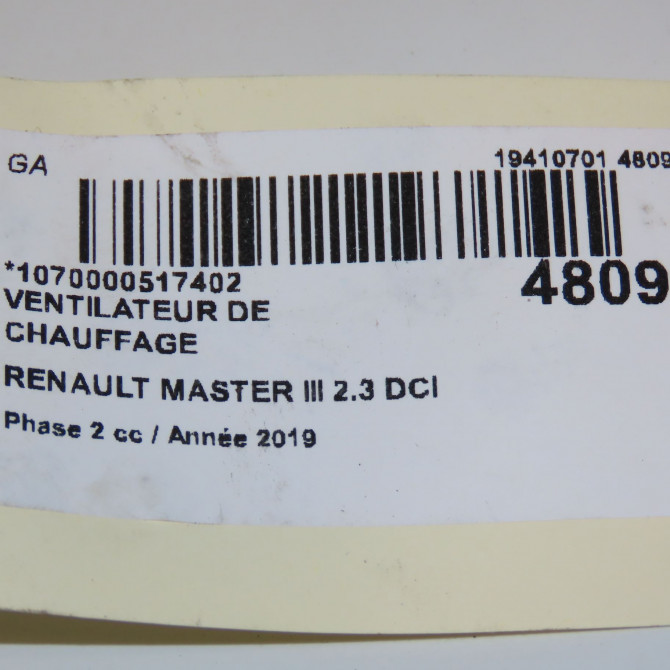 GA
19410701 4809
*1070000517402
4809
VENTILATEUR DE
CHAUFFAGE
RENAULT MASTER III 2.3 DCI
Phase 2 cc / Année 2019